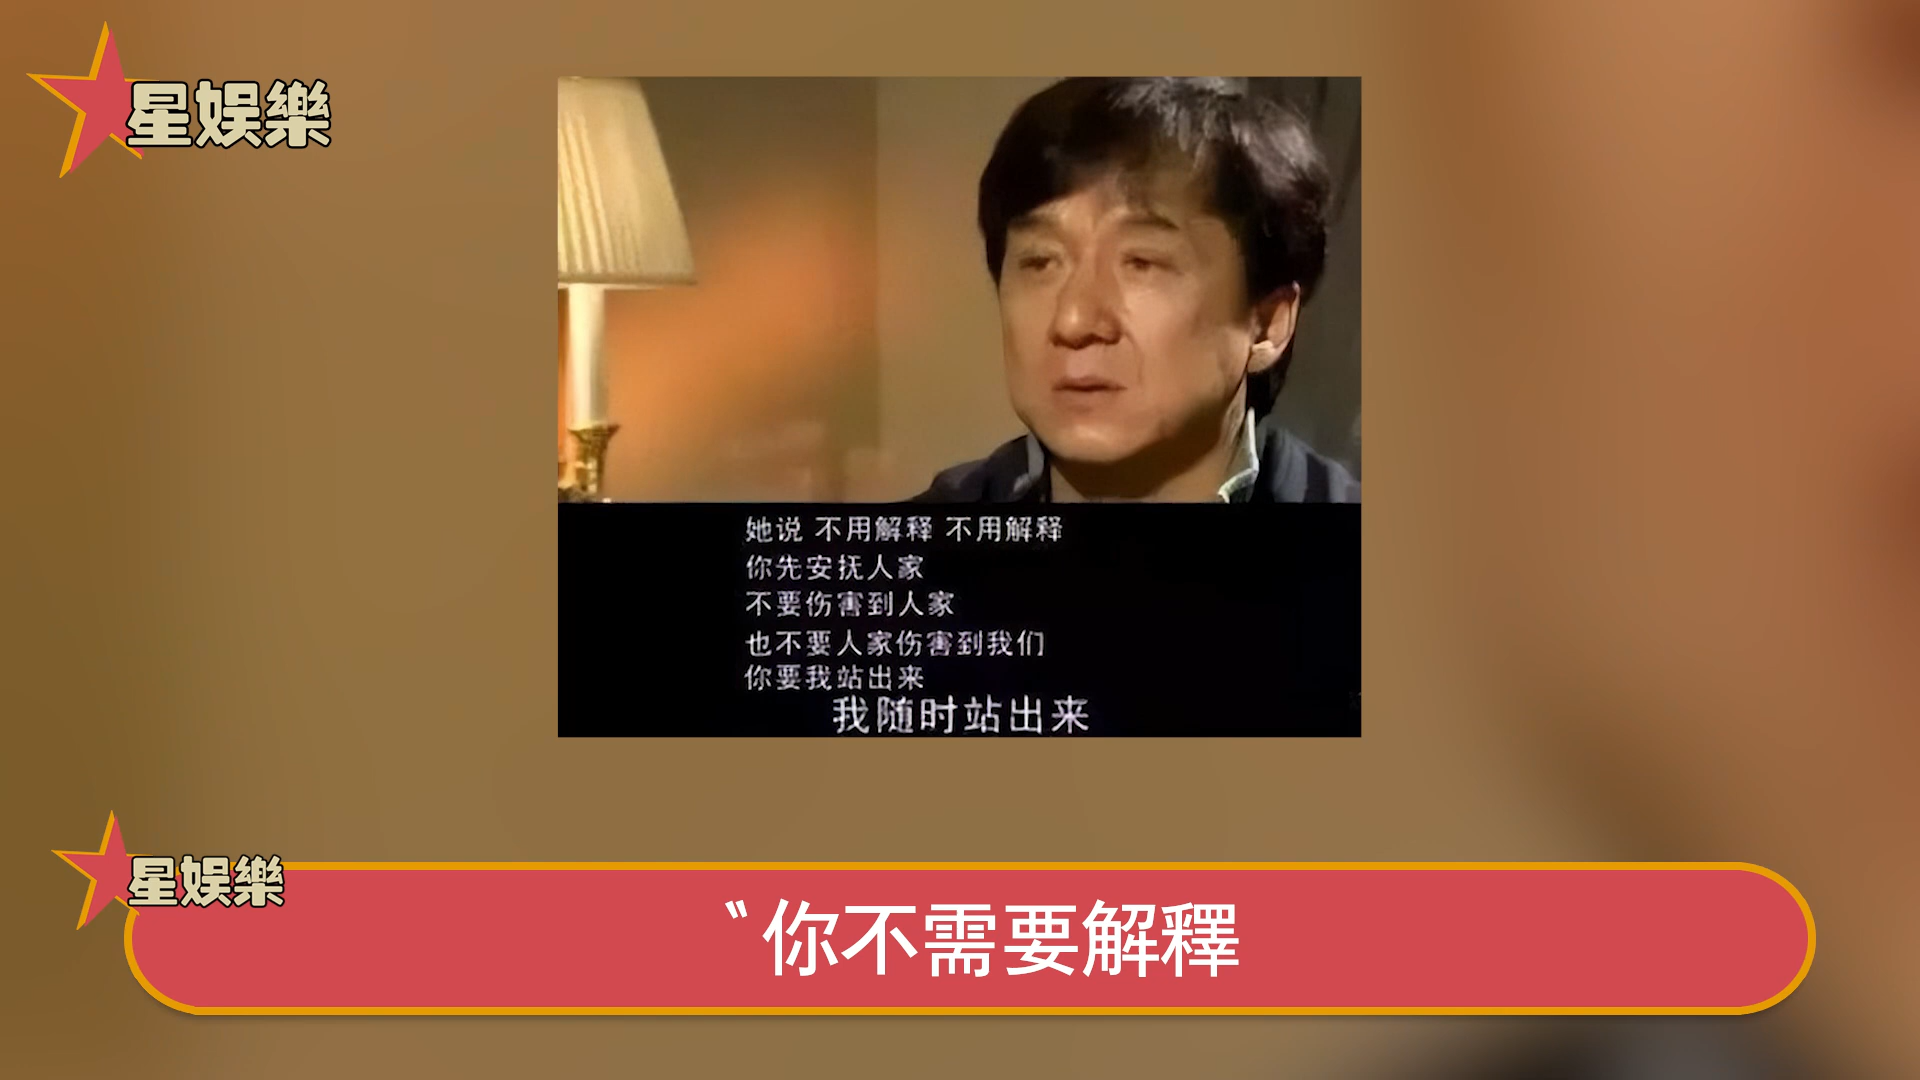 星娱樂
她说 不用解释 不用解释
你先安抚人家
不要伤害到人家
也不要人家伤害到我们
你要我站出来
我随时站出来
星娱樂
〝你不需要解釋